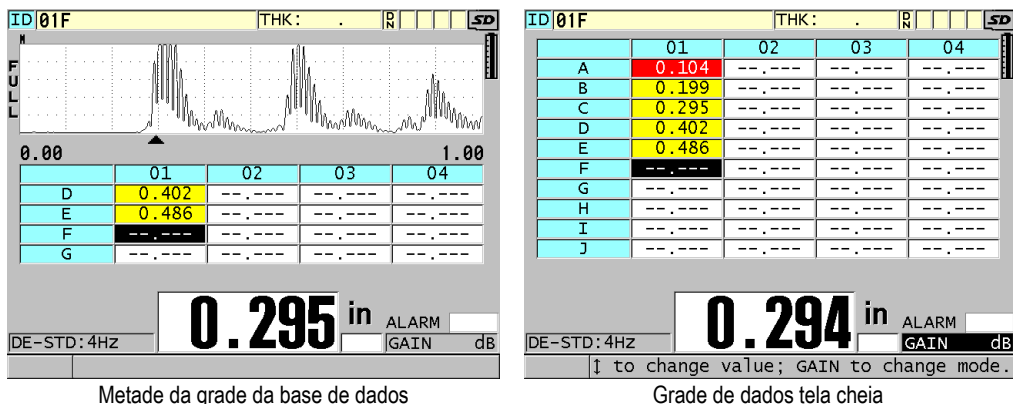 ID 01F THK: . DN SD
M
FULL
0.00 1.00
01 02 03 04
D 0.402 --.--- --.--- --.---
E 0.486 --.--- --.--- --.---
F --.--- --.--- --.--- --.---
G --.--- --.--- --.--- --.---
0.295 in ALARM
DE-STD:4Hz GAIN dB
Metade da grade da base de dados
ID 01F THK: . DN SD
01 02 03 04
A 0.104 --.--- --.--- --.---
B 0.199 --.--- --.--- --.---
C 0.295 --.--- --.--- --.---
D 0.402 --.--- --.--- --.---
E 0.486 --.--- --.--- --.---
F --.--- --.--- --.--- --.---
G --.--- --.--- --.--- --.---
H --.--- --.--- --.--- --.---
I --.--- --.--- --.--- --.---
J --.--- --.--- --.--- --.---
0.294 in ALARM
DE-STD:4Hz GAIN dB
↕ to change value; GAIN to change mode.
Grade de dados tela cheia